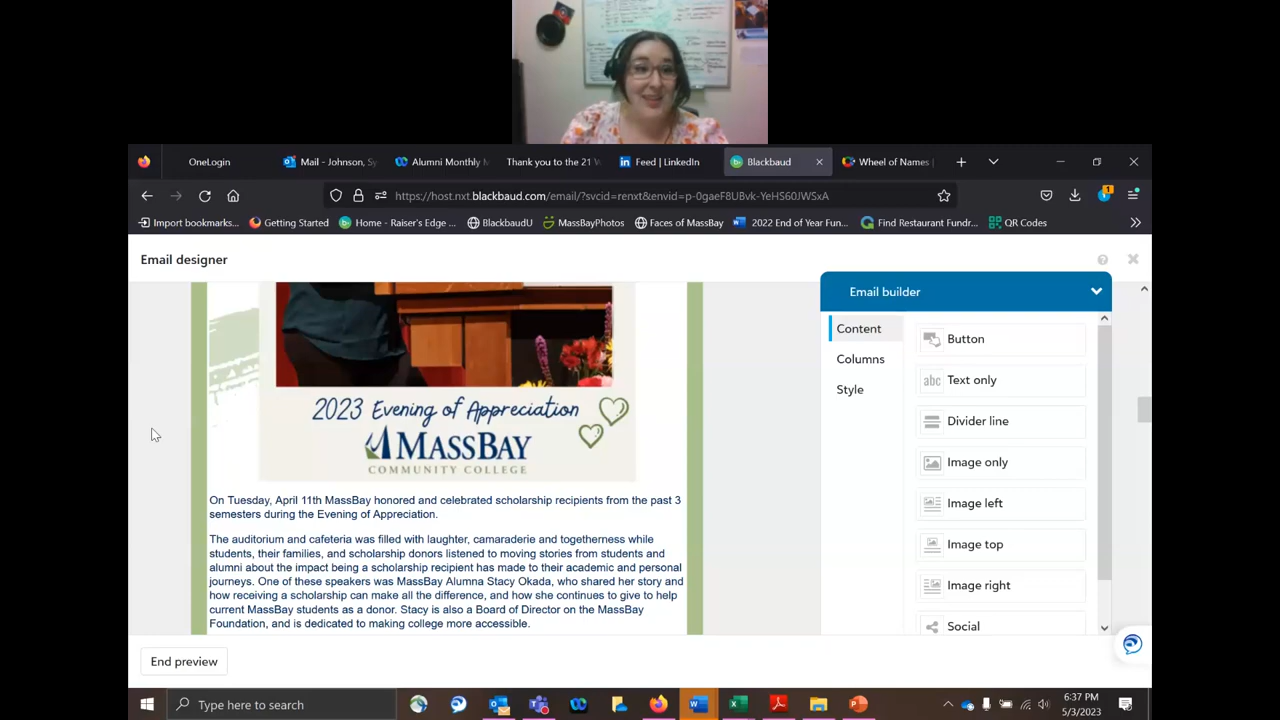 OneLogin
Mail - Johnson, Sy
Alumni Monthly M
Thank you to the 21 V
Feed | LinkedIn
Blackbaud
Wheel of Names |
https://host.nxt.blackbaud.com/email/?svcid=renxt&envid=p-0gaeF8UBvk-YeHS60JWSxA
1
Import bookmarks...
Getting Started
Home - Raiser's Edge ...
BlackbaudU
MassBayPhotos
Faces of MassBay
2022 End of Year Fun...
Find Restaurant Fundr...
QR Codes
Email designer
2023 Evening of Appreciation
MASSBAY
COMMUNITY COLLEGE
On Tuesday, April 11th MassBay honored and celebrated scholarship recipients from the past 3
semesters during the Evening of Appreciation.
The auditorium and cafeteria was filled with laughter, camaraderie and togetherness while
students, their families, and scholarship donors listened to moving stories from students and
alumni about the impact being a scholarship recipient has made to their academic and personal
journeys. One of these speakers was MassBay Alumna Stacy Okada, who shared her story and
how receiving a scholarship can make all the difference, and how she continues to give to help
current MassBay students as a donor. Stacy is also a Board of Director on the MassBay
Foundation, and is dedicated to making college more accessible.
Email builder
Content
Columns
Style
Button
abc Text only
Divider line
Image only
Image left
Image top
Image right
Social
End preview
Type here to search
6:37 PM
5/3/2023